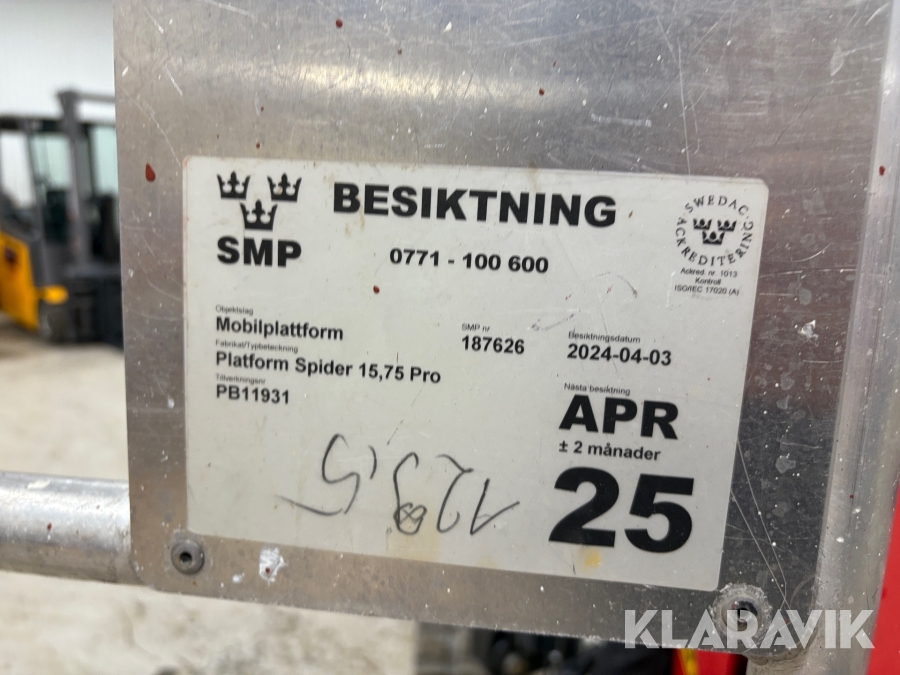 BESIKTNING
SMP
0771 - 100 600
SWEDAC
ACKREDITERING
Ackred. nr. 1013
Kontroll
ISO/IEC 17020 (A)
Objektslag
Mobilplattform
SMP nr
187626
Besiktningsdatum
2024-04-03
Fabrikat/Typbeteckning
Platform Spider 15,75 Pro
Tillverkningsnr
PB11931
Nästa besiktning
APR
± 2 månader
25
KLARAVIK